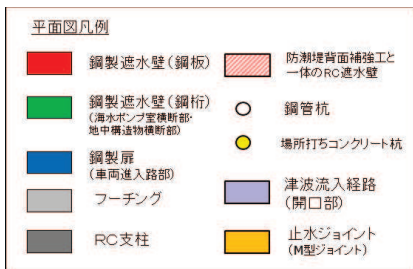 平面図凡例
鋼製遮水壁(鋼板)
鋼製遮水壁(鋼桁)
(海水ポンプ室横断部・
地中構造物横断部)
鋼製扉
(車両進入路部)
フーチング
RC支柱
防潮堤背面補強工と
一体のRC遮水壁
鋼管杭
場所打ちコンクリート杭
津波流入経路
(開口部)
止水ジョイント
(M型ジョイント)